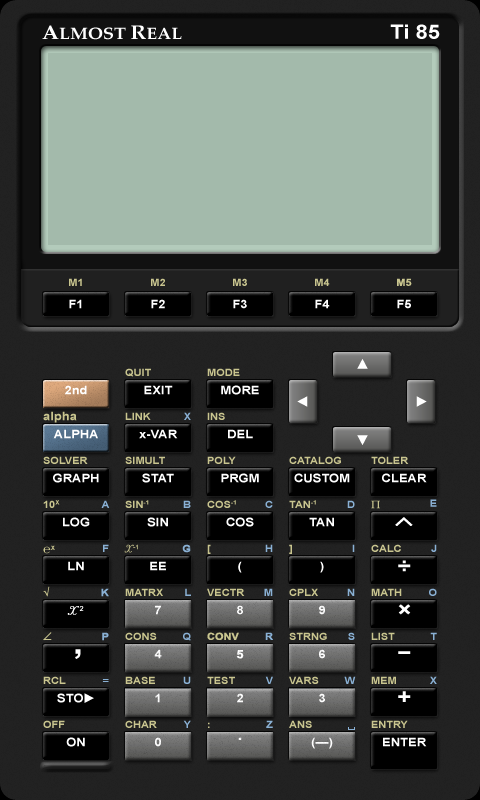 ALMOST REAL Ti 85
M1 M2 M3 M4 M5
F1 F2 F3 F4 F5
QUIT MODE
2nd EXIT MORE
alpha LINK X INS
ALPHA x-VAR DEL
SOLVER SIMULT POLY CATALOG TOLER
GRAPH STAT PRGM CUSTOM CLEAR
10ˣ A SIN⁻¹ B COS⁻¹ C TAN⁻¹ D Π E
LOG SIN COS TAN ^
eˣ F x⁻¹ G [ H ] I CALC J
LN EE ( ) ÷
√ K MATRX L VECTR M CPLX N MATH O
x² 7 8 9 ×
∠ P CONS Q CONV R STRNG S LIST T
, 4 5 6 −
RCL = BASE U TEST V VARS W MEM X
STO▶ 1 2 3 +
OFF CHAR Y : Z ANS ␣ ENTRY
ON 0 . (—) ENTER